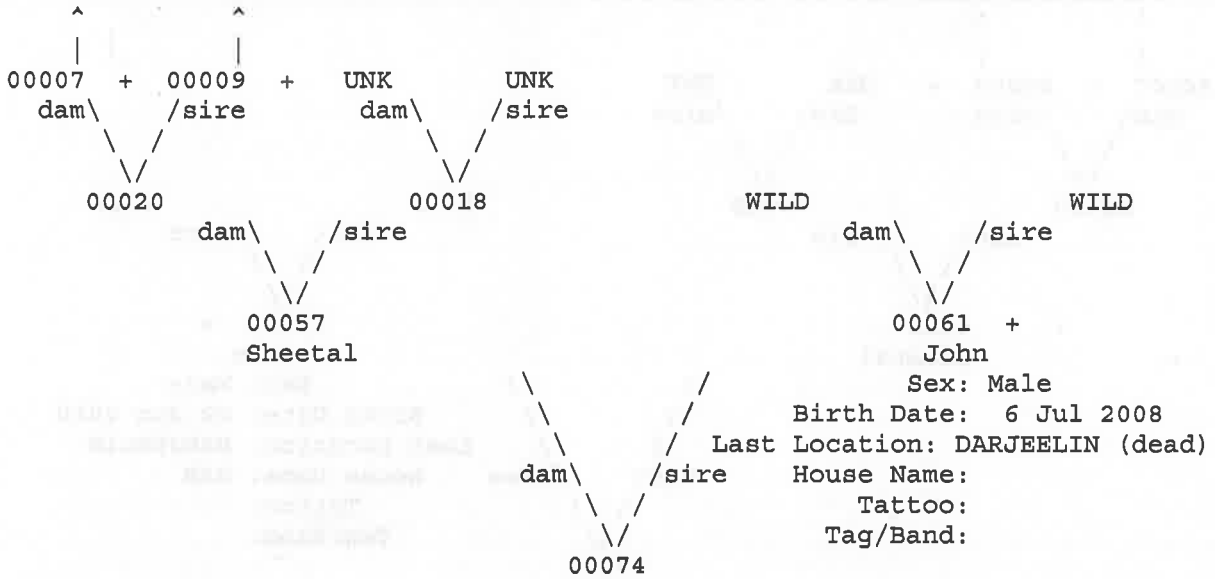 ^ ^
| |
00007 + 00009 + UNK UNK
dam\ /sire dam\ /sire
\ / \ /
\/ \/
00020 00018 WILD WILD
dam\ /sire dam\ /sire
\ / \ /
\/ \/
00057 00061 +
Sheetal John
\ / Sex: Male
\ / Birth Date: 6 Jul 2008
\ / Last Location: DARJEELIN (dead)
dam\ /sire House Name:
\ / Tattoo:
\/ Tag/Band:
00074